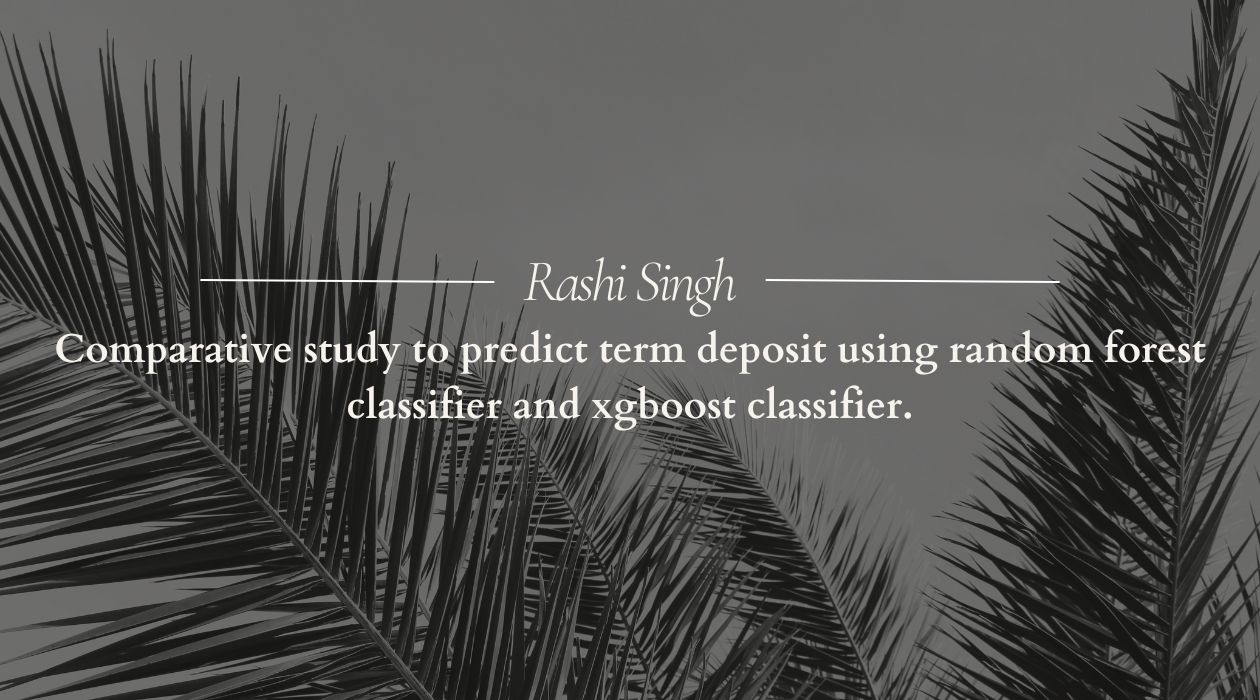 Rashi Singh
Comparative study to predict term deposit using random forest
classifier and xgboost classifier.